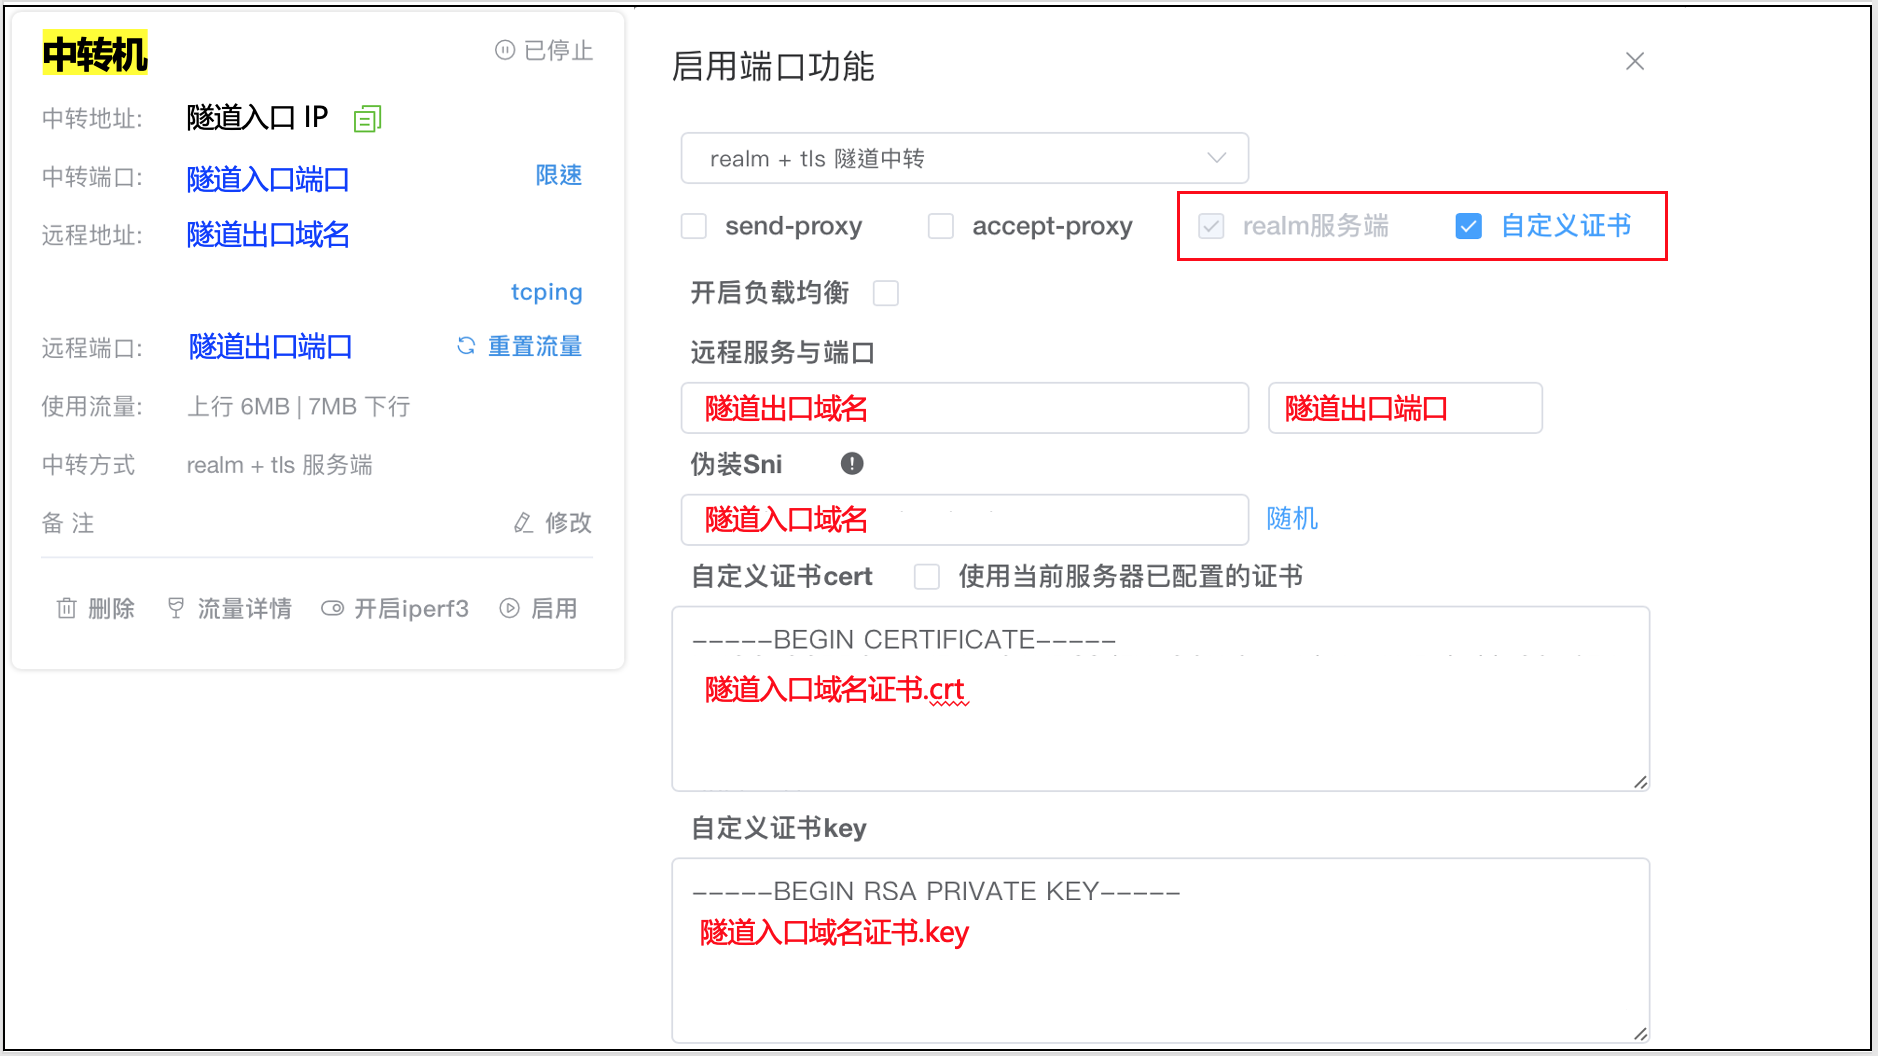 中转机
已停止
中转地址:
隧道入口 IP
中转端口:
隧道入口端口
限速
远程地址:
隧道出口域名
tcping
远程端口:
隧道出口端口
重置流量
使用流量:
上行 6MB | 7MB 下行
中转方式
realm + tls 服务端
备 注
修改
删除
流量详情
开启iperf3
启用
启用端口功能
realm + tls 隧道中转
send-proxy
accept-proxy
realm服务端
自定义证书
开启负载均衡
远程服务与端口
隧道出口域名
隧道出口端口
伪装Sni
隧道入口域名
随机
自定义证书cert
使用当前服务器已配置的证书
-----BEGIN CERTIFICATE-----
隧道入口域名证书.crt
自定义证书key
-----BEGIN RSA PRIVATE KEY-----
隧道入口域名证书.key